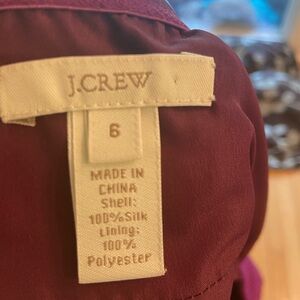 J.CREW
6
MADE IN
CHINA
Shell:
100%Silk
Lining:
100%
Polyester